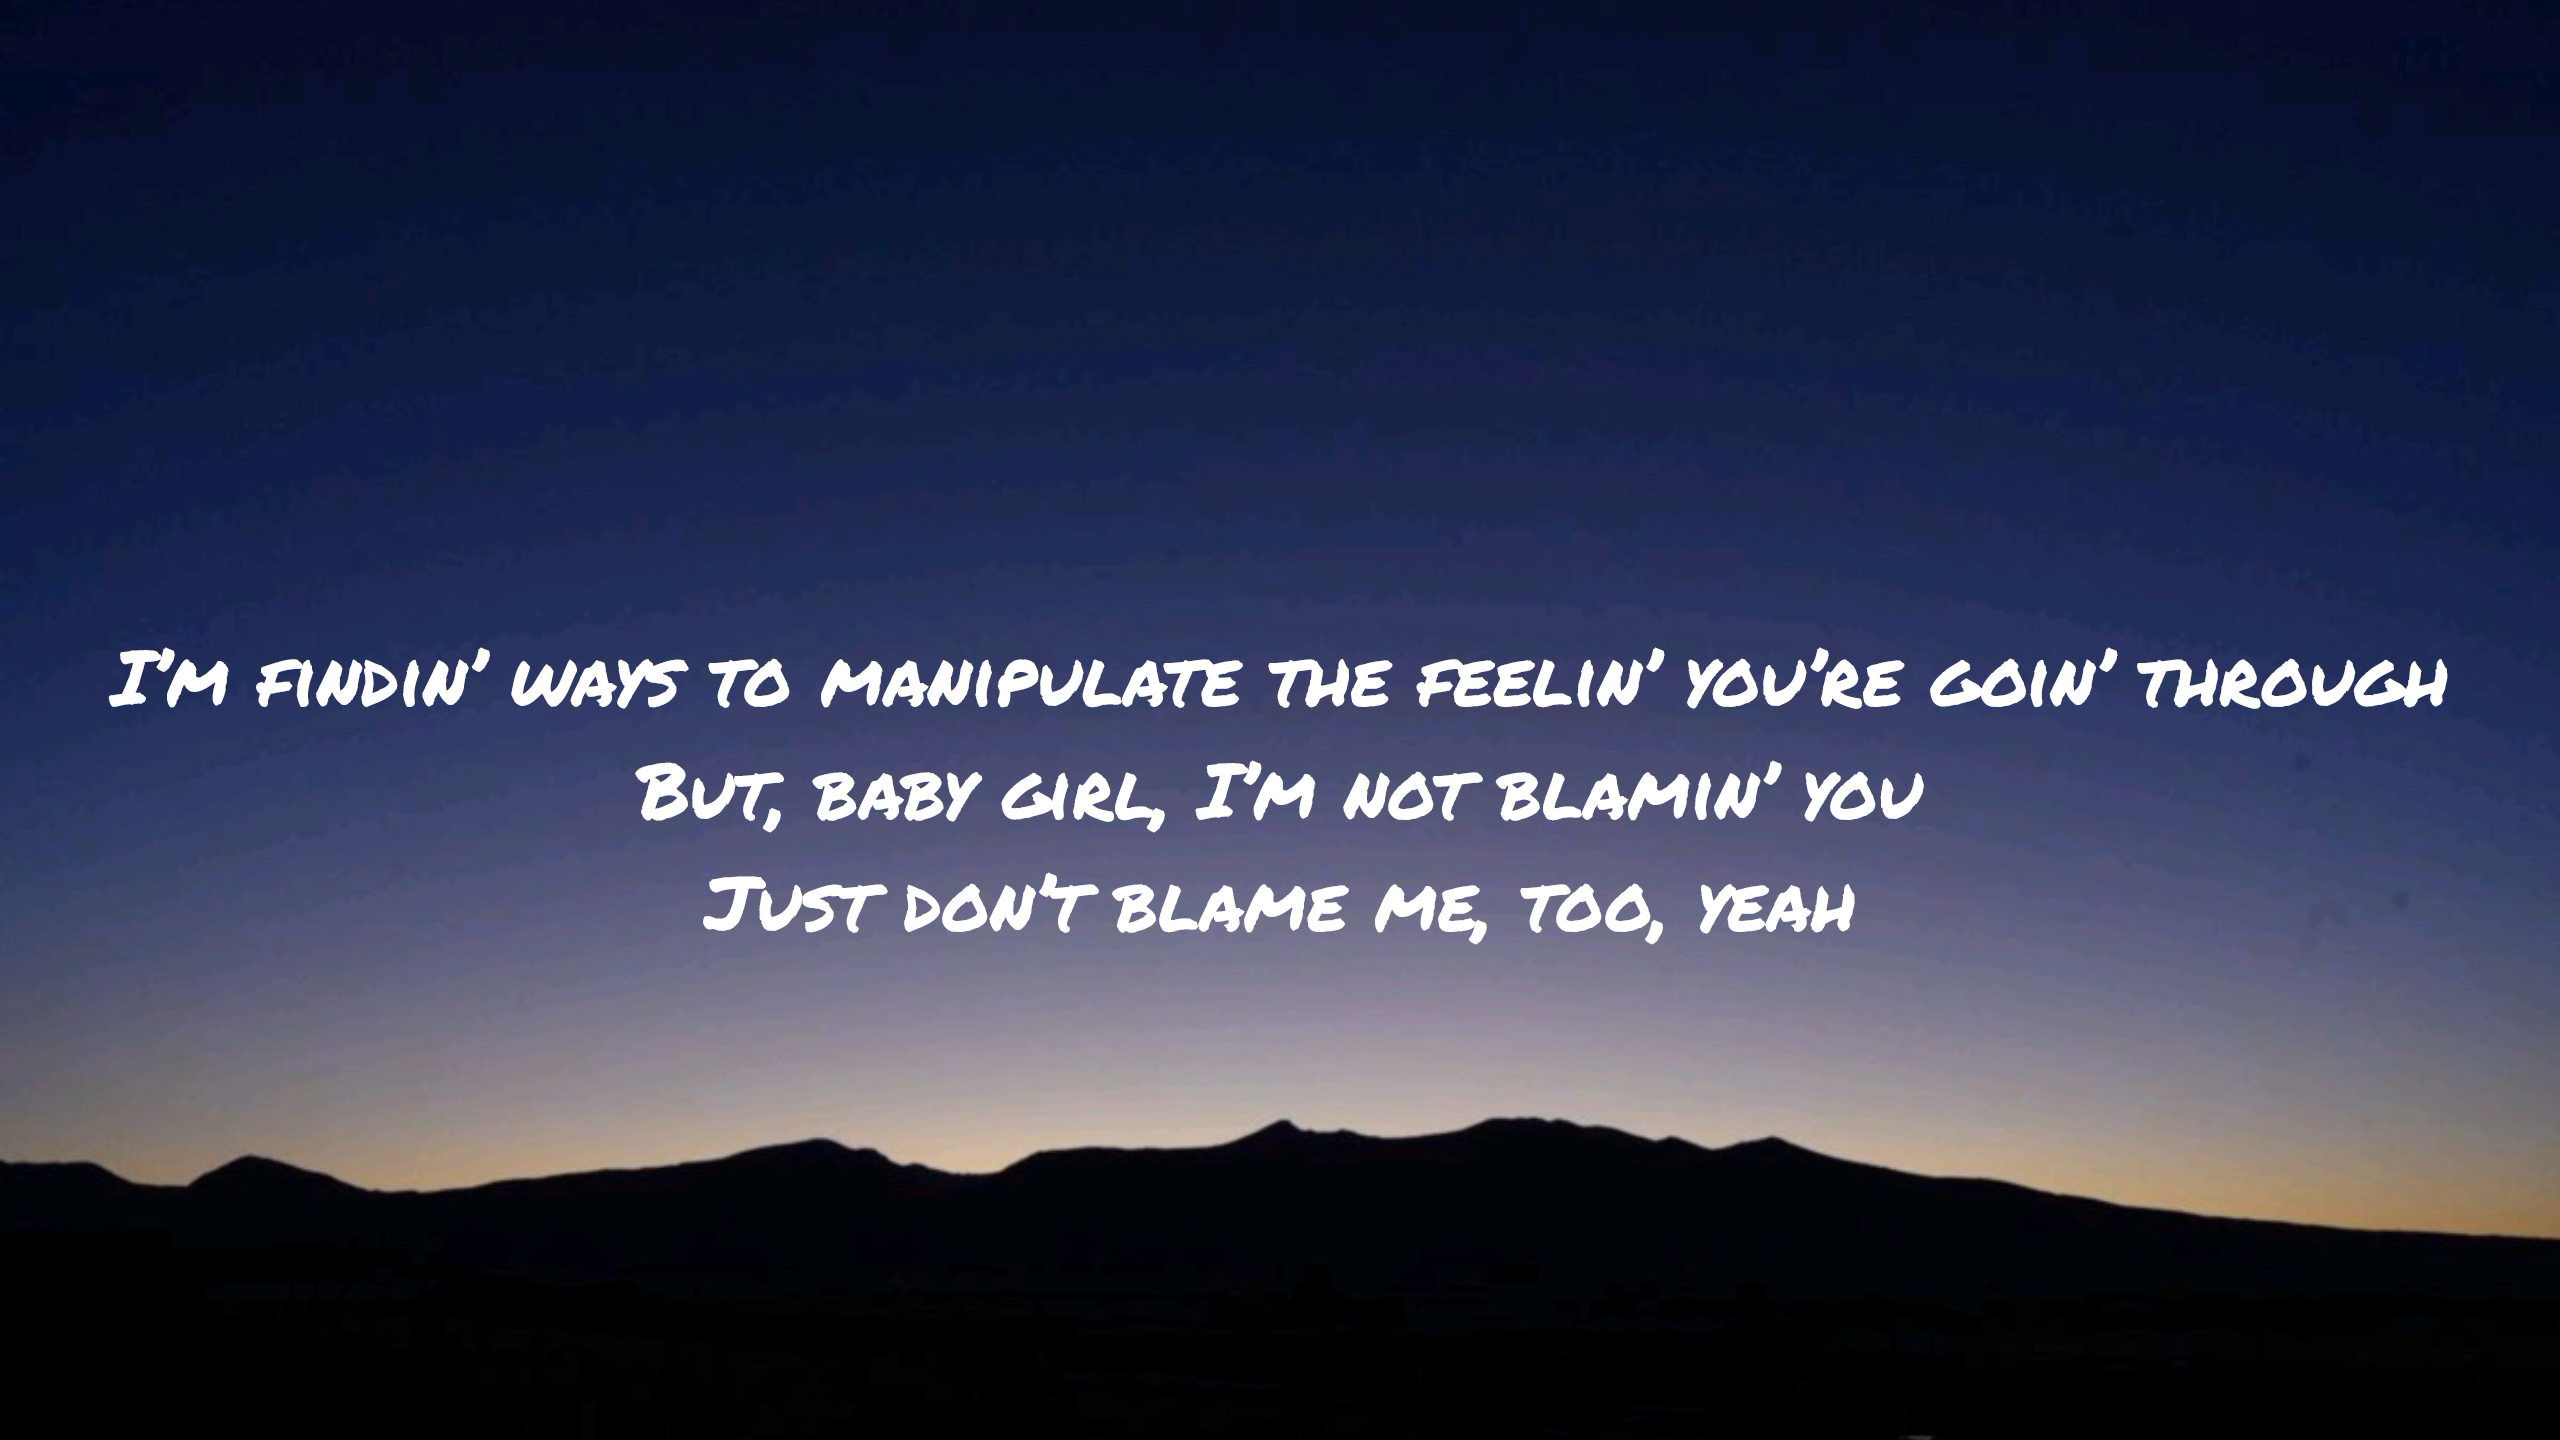 I'm findin' ways to manipulate the feelin' you're goin' through
But, baby girl, I'm not blamin' you
Just don't blame me, too, yeah